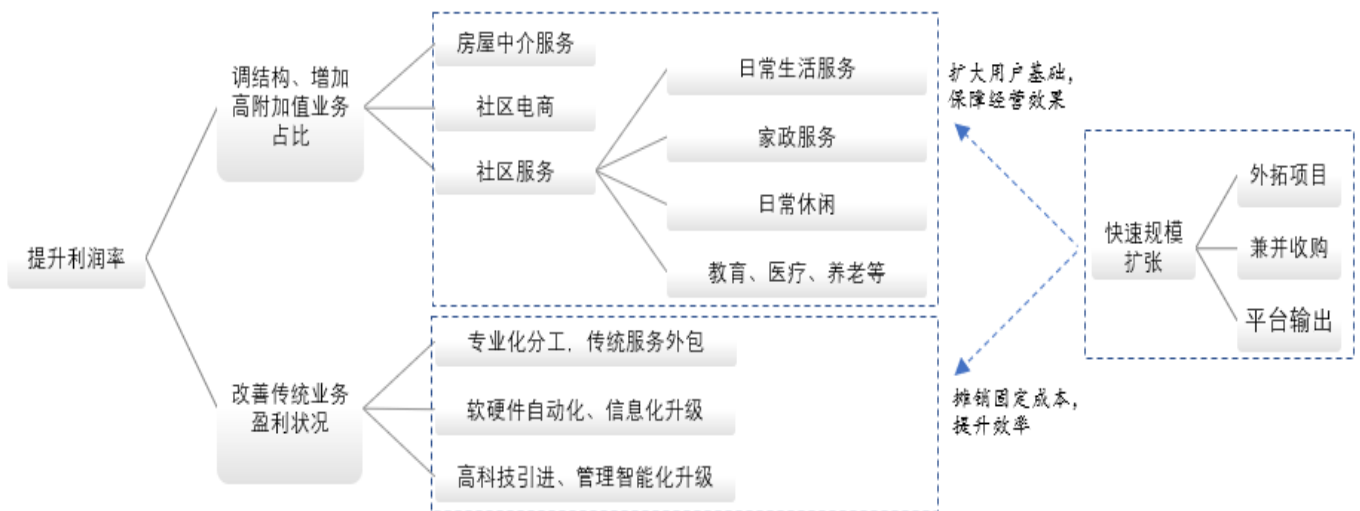 提升利润率
调结构、增加
高附加值业务
占比
改善传统业务
盈利状况
房屋中介服务
社区电商
社区服务
日常生活服务
家政服务
日常休闲
教育、医疗、养老等
专业化分工，传统服务外包
软硬件自动化、信息化升级
高科技引进、管理智能化升级
扩大用户基础，
保障经营效果
摊销固定成本，
提升效率
快速规模
扩张
外拓项目
兼并收购
平台输出